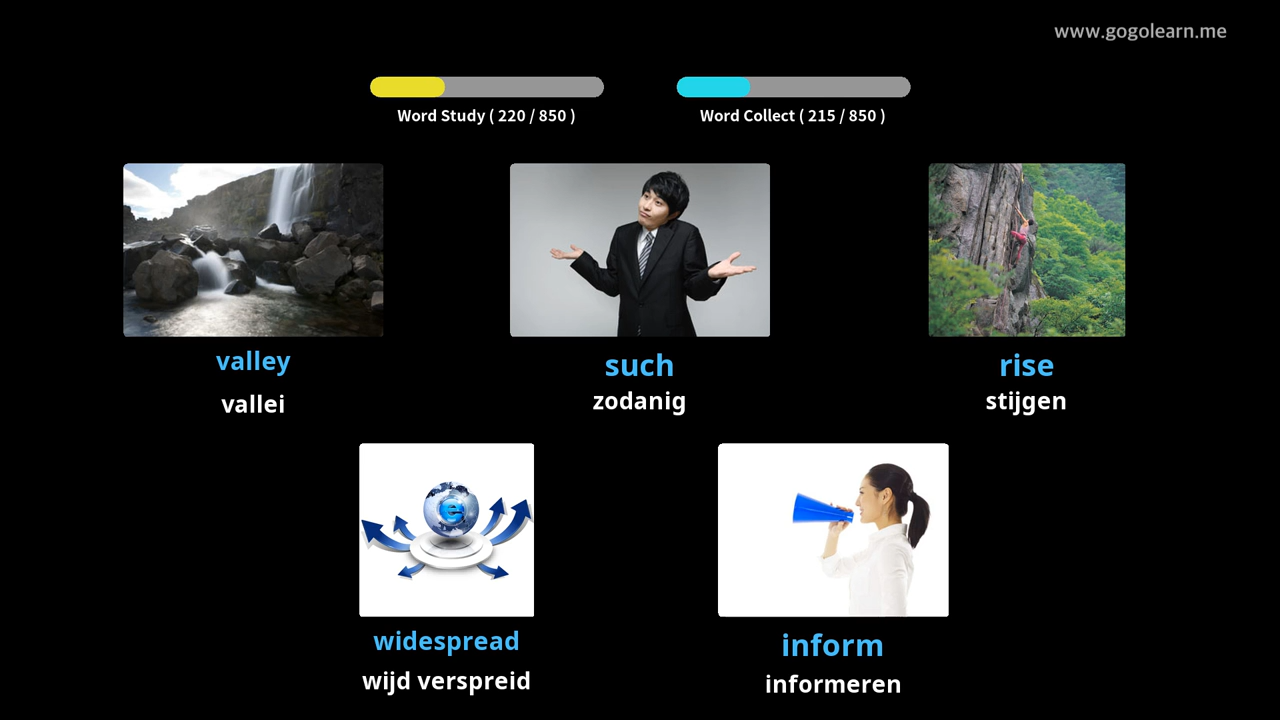 www.gogolearn.me
Word Study ( 220 / 850 )
Word Collect ( 215 / 850 )
valley
vallei
such
zodanig
rise
stijgen
e
widespread
wijd verspreid
inform
informeren